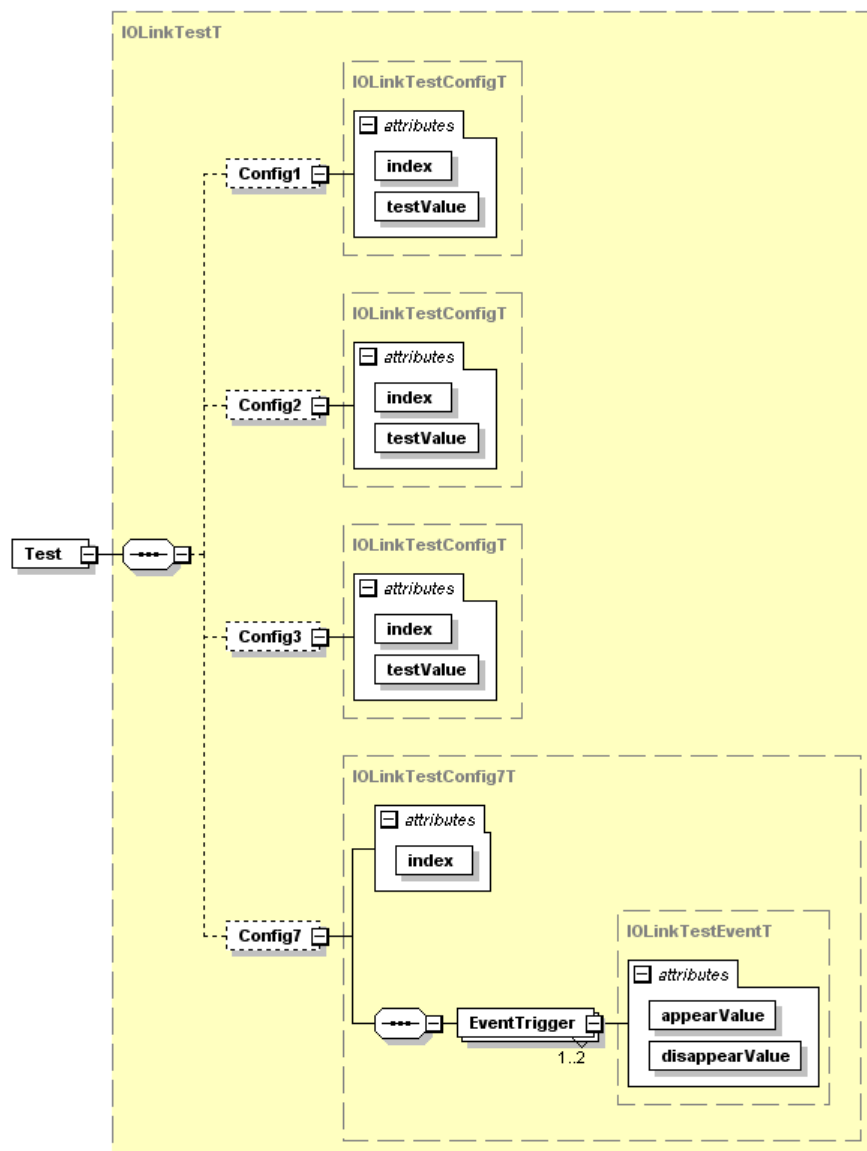 IOLinkTestT
IOLinkTestConfigT
attributes
Config1
index
testValue
IOLinkTestConfigT
attributes
Config2
index
testValue
Test
IOLinkTestConfigT
attributes
Config3
index
testValue
IOLinkTestConfig7T
attributes
index
Config7
IOLinkTestEventT
attributes
EventTrigger
1..2
appearValue
disappearValue